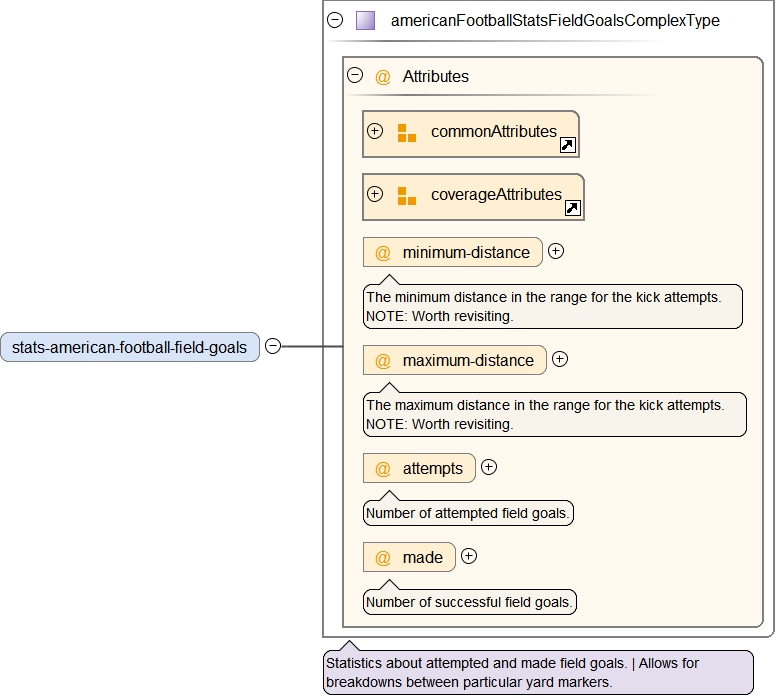 americanFootballStatsFieldGoalsComplexType
@ Attributes
commonAttributes
coverageAttributes
@ minimum-distance
The minimum distance in the range for the kick attempts.
NOTE: Worth revisiting.
stats-american-football-field-goals
@ maximum-distance
The maximum distance in the range for the kick attempts.
NOTE: Worth revisiting.
@ attempts
Number of attempted field goals.
@ made
Number of successful field goals.
Statistics about attempted and made field goals. | Allows for
breakdowns between particular yard markers.